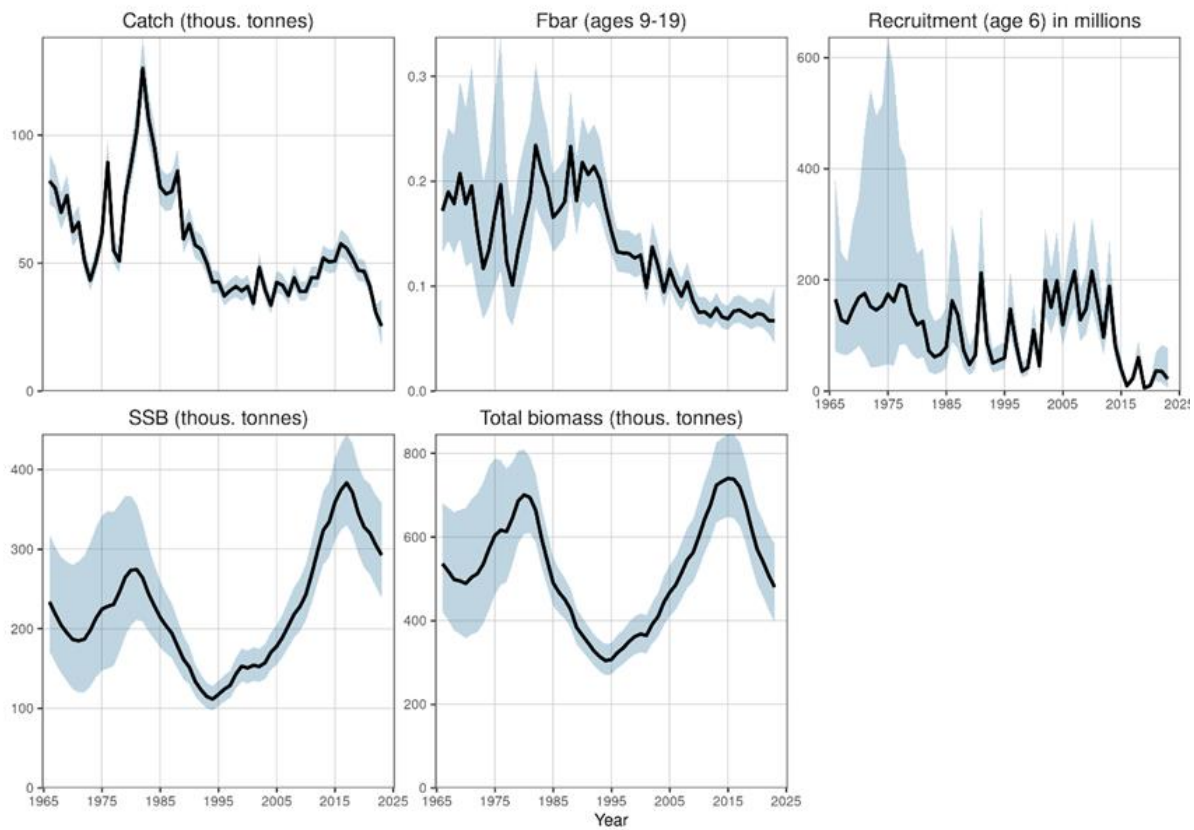 Catch (thous. tonnes)
100
50
0
Fbar (ages 9-19)
0.3
0.2
0.1
0.0
Recruitment (age 6) in millions
600
400
200
0
1965 1975 1985 1995 2005 2015 2025
SSB (thous. tonnes)
400
300
200
100
0
1965 1975 1985 1995 2005 2015 2025
Total biomass (thous. tonnes)
800
600
400
200
0
1965 1975 1985 1995 2005 2015 2025
Year